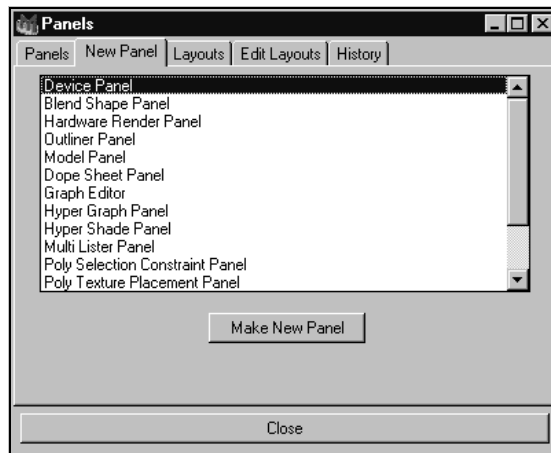 Panels
Panels New Panel Layouts Edit Layouts History
Device Panel
Blend Shape Panel
Hardware Render Panel
Outliner Panel
Model Panel
Dope Sheet Panel
Graph Editor
Hyper Graph Panel
Hyper Shade Panel
Multi Lister Panel
Poly Selection Constraint Panel
Poly Texture Placement Panel
Make New Panel
Close